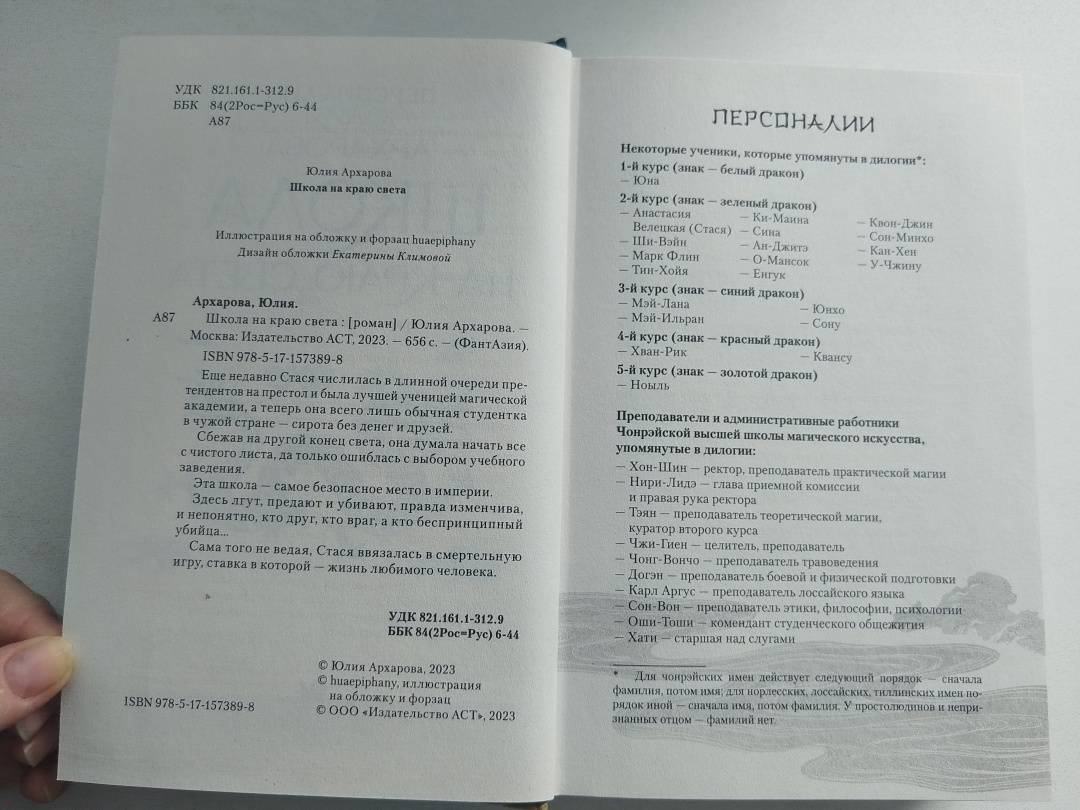 УДК 821.161.1-312.9
ББК 84(2Рос=Рус) 6-44
А87
Юлия Архарова
Школа на краю света
Иллюстрация на обложку и форзац huaepiphany
Дизайн обложки Екатерины Климовой
Архарова, Юлия.
А87 Школа на краю света : [роман] / Юлия Архарова. —
Москва: Издательство АСТ, 2023. — 656 с. — (ФантАзия).
ISBN 978-5-17-157389-8
Еще недавно Стася числилась в длинной очереди пре-
тендентов на престол и была лучшей ученицей магической
академии, а теперь она всего лишь обычная студентка
в чужой стране — сирота без денег и друзей.
Сбежав на другой конец света, она думала начать все
с чистого листа, да только ошиблась с выбором учебного
заведения.
Эта школа — самое безопасное место в империи.
Здесь лгут, предают и убивают, правда изменчива,
и непонятно, кто друг, кто враг, а кто беспринципный
убийца...
Сама того не ведая, Стася ввязалась в смертельную
игру, ставка в которой — жизнь любимого человека.
УДК 821.161.1-312.9
ББК 84(2Рос=Рус) 6-44
© Юлия Архарова, 2023
© huaepiphany, иллюстрация
на обложку и форзац
ISBN 978-5-17-157389-8
© ООО «Издательство АСТ», 2023
ПЕРСОНАЛИИ
Некоторые ученики, которые упомянуты в дилогии*:
1-й курс (знак — белый дракон)
— Юна
2-й курс (знак — зеленый дракон)
— Анастасия
Велецкая (Стася)
— Ши-Вэйн
— Марк Флин
— Тин-Хойя
— Ки-Маина
— Сина
— Ан-Джитэ
— О-Мансок
— Енгук
— Квон-Джин
— Сон-Минхо
— Кан-Хен
— У-Чжину
3-й курс (знак — синий дракон)
— Мэй-Лана
— Мэй-Ильран
— Юнхо
— Сону
4-й курс (знак — красный дракон)
— Хван-Рик
— Квансу
5-й курс (знак — золотой дракон)
— Ноыль
Преподаватели и административные работники
Чонрэйской высшей школы магического искусства,
упомянутые в дилогии:
— Хон-Шин — ректор, преподаватель практической магии
— Нири-Лидэ — глава приемной комиссии
и правая рука ректора
— Тэян — преподаватель теоретической магии,
куратор второго курса
— Чжи-Гиен — целитель, преподаватель
— Чонг-Вончо — преподаватель травоведения
— Догэн — преподаватель боевой и физической подготовки
— Карл Аргус — преподаватель лоссайского языка
— Сон-Вон — преподаватель этики, философии, психологии
— Оши-Тоши — комендант студенческого общежития
— Хати — старшая над слугами
* Для чонрэйских имен действует следующий порядок — сначала
фамилия, потом имя; для норлесских, лоссайских, тиллинских имен по-
рядок иной — сначала имя, потом фамилия. У простолюдинов и непри-
знанных отцом — фамилий нет.